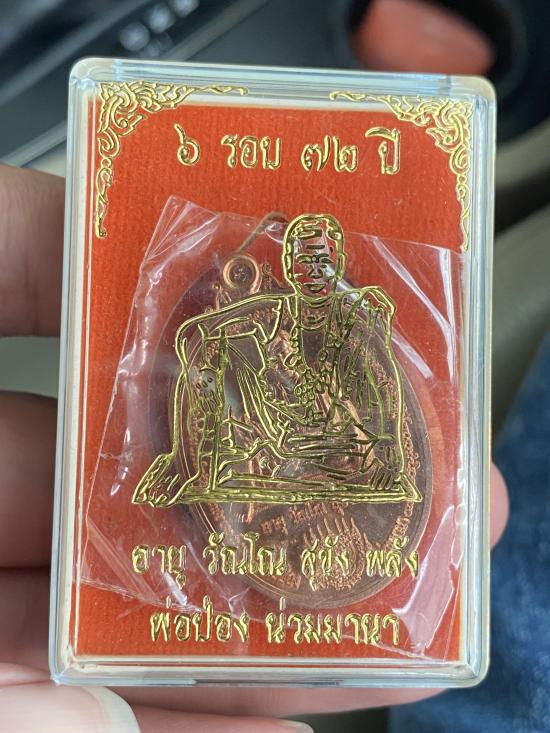 ๖ รอบ ๗๒ ปี
อายุ วัณโณ สุขัง พลัง
พ่อป่อง น่วมมานา